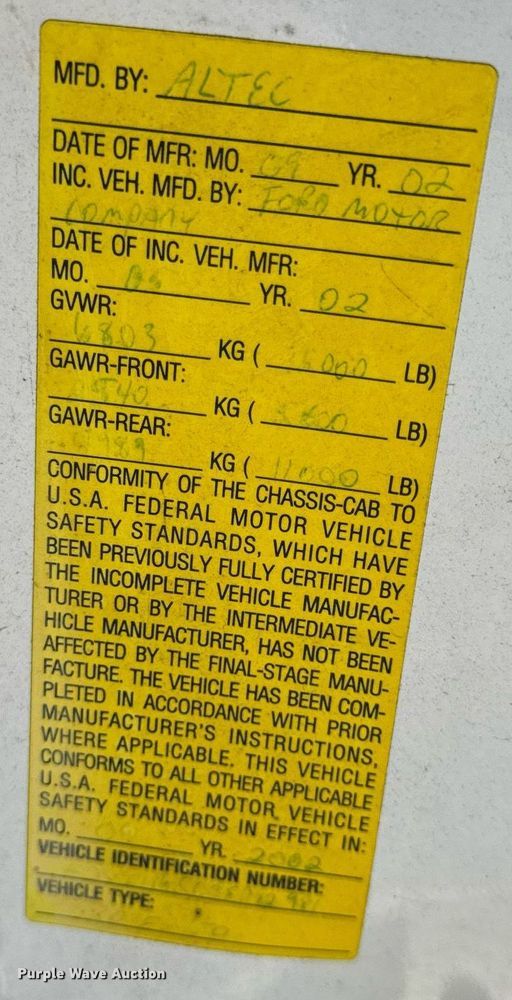 MFD. BY: ALTEC
DATE OF MFR: MO. YR. 02
INC. VEH. MFD. BY: FORD MOTOR
COMPANY
DATE OF INC. VEH. MFR:
MO. YR. 02
GVWR:
6803 KG ( 000 LB)
GAWR-FRONT:
KG ( LB)
GAWR-REAR:
KG ( 11000 LB)
CONFORMITY OF THE CHASSIS-CAB TO
U.S.A. FEDERAL MOTOR VEHICLE
SAFETY STANDARDS, WHICH HAVE
BEEN PREVIOUSLY FULLY CERTIFIED BY
THE INCOMPLETE VEHICLE MANUFAC-
TURER OR BY THE INTERMEDIATE VE-
HICLE MANUFACTURER, HAS NOT BEEN
AFFECTED BY THE FINAL-STAGE MANU-
FACTURE. THE VEHICLE HAS BEEN COM-
PLETED IN ACCORDANCE WITH PRIOR
MANUFACTURER'S INSTRUCTIONS,
WHERE APPLICABLE. THIS VEHICLE
CONFORMS TO ALL OTHER APPLICABLE
U.S.A. FEDERAL MOTOR VEHICLE
SAFETY STANDARDS IN EFFECT IN:
MO. YR. 2002
VEHICLE IDENTIFICATION NUMBER:
VEHICLE TYPE:
Purple Wave Auction